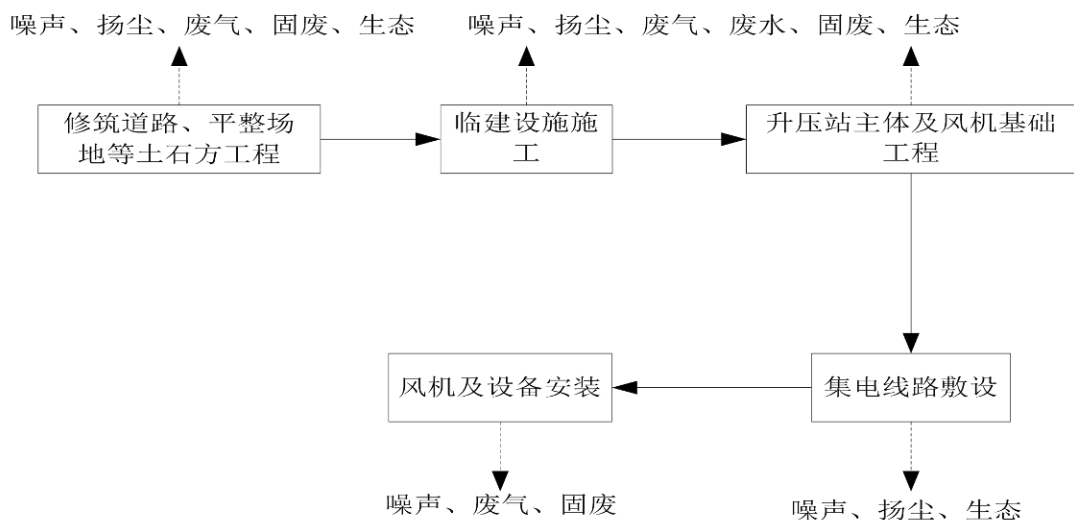 噪声、扬尘、废气、固废、生态
噪声、扬尘、废气、废水、固废、生态
修筑道路、平整场
地等土石方工程
临建设施施
工
升压站主体及风机基础
工程
风机及设备安装
集电线路敷设
噪声、废气、固废
噪声、扬尘、生态